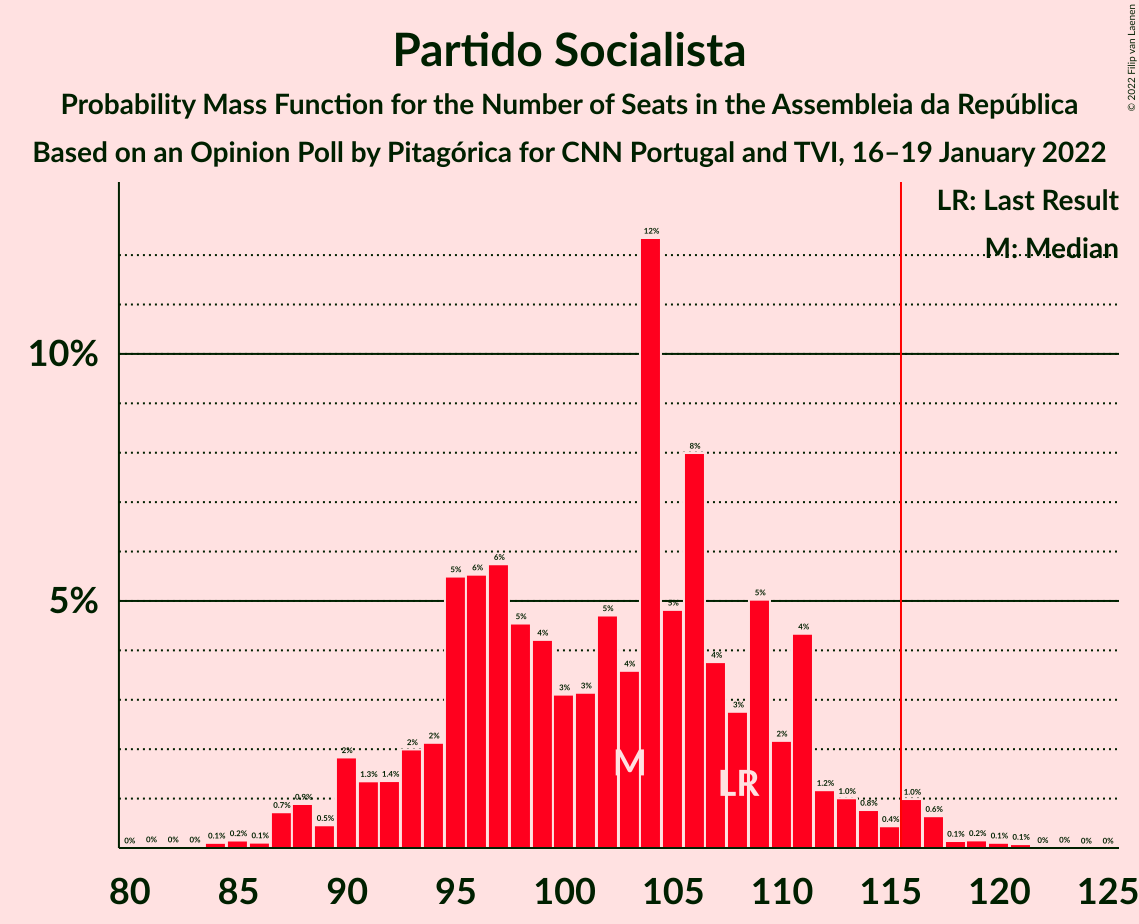 Partido Socialista
Probability Mass Function for the Number of Seats in the Assembleia da República
Based on an Opinion Poll by Pitagórica for CNN Portugal and TVI, 16–19 January 2022
© 2022 Filip van Laenen
LR: Last Result
M: Median
10%
5%
0% 0% 0% 0% 0.1% 0.2% 0.1% 0.7% 0.9% 0.5% 2% 1.3% 1.4% 2% 2% 5% 6% 6% 5% 4% 3% 3% 5% 4% 12% 5% 8% 4% 3% 5% 2% 4% 1.2% 1.0% 0.8% 0.4% 1.0% 0.6% 0.1% 0.2% 0.1% 0.1% 0% 0% 0% 0%
M
LR
80 85 90 95 100 105 110 115 120 125